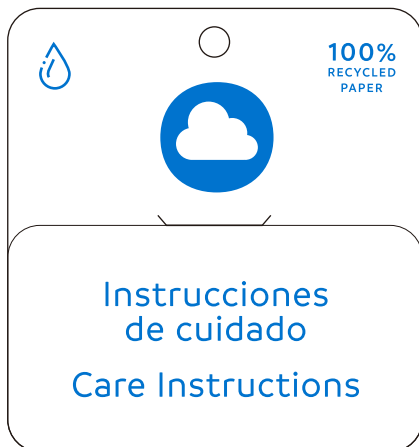 100%
RECYCLED
PAPER
Instrucciones
de cuidado
Care Instructions